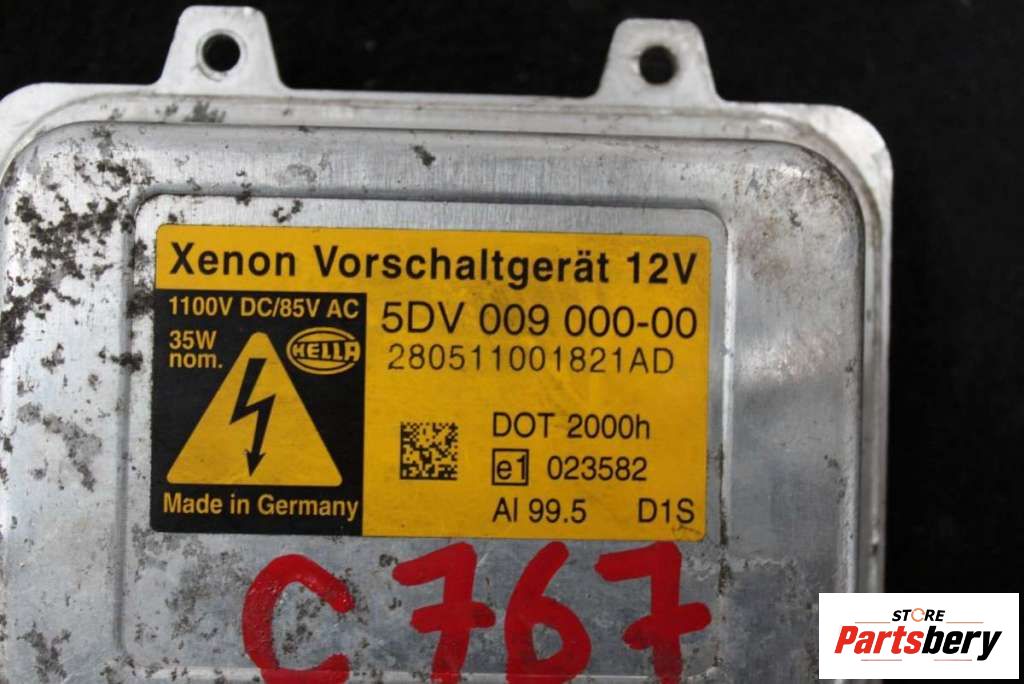 Xenon Vorschaltgerät 12V
1100V DC/85V AC
35W
nom.
HELLA
Made in Germany
5DV 009 000-00
280511001821AD
DOT 2000h
e1 023582
Al 99.5 D1S
C 767
STORE
Partsbery